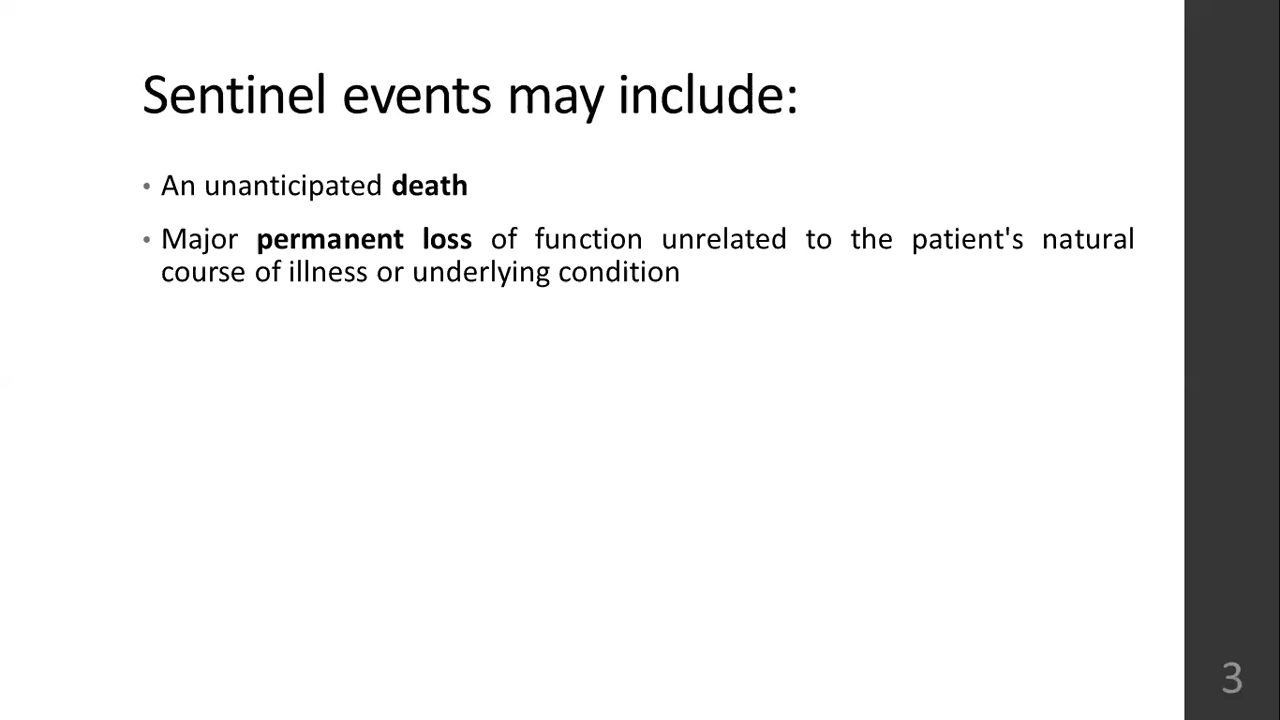 Sentinel events may include:
• An unanticipated death
• Major permanent loss of function unrelated to the patient's natural
course of illness or underlying condition
3